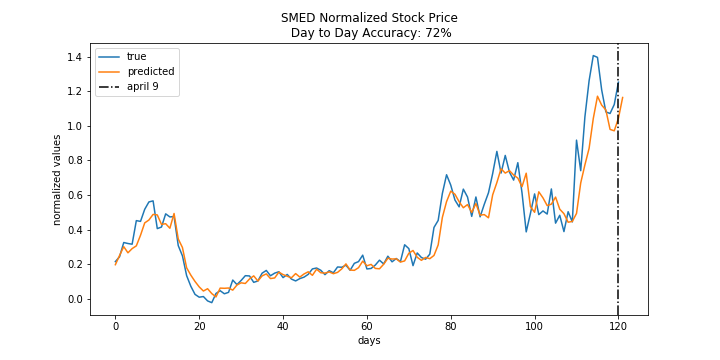 SMED Normalized Stock Price
Day to Day Accuracy: 72%
true
predicted
april 9
normalized values
1.4
1.2
1.0
0.8
0.6
0.4
0.2
0.0
0 20 40 60 80 100 120
days